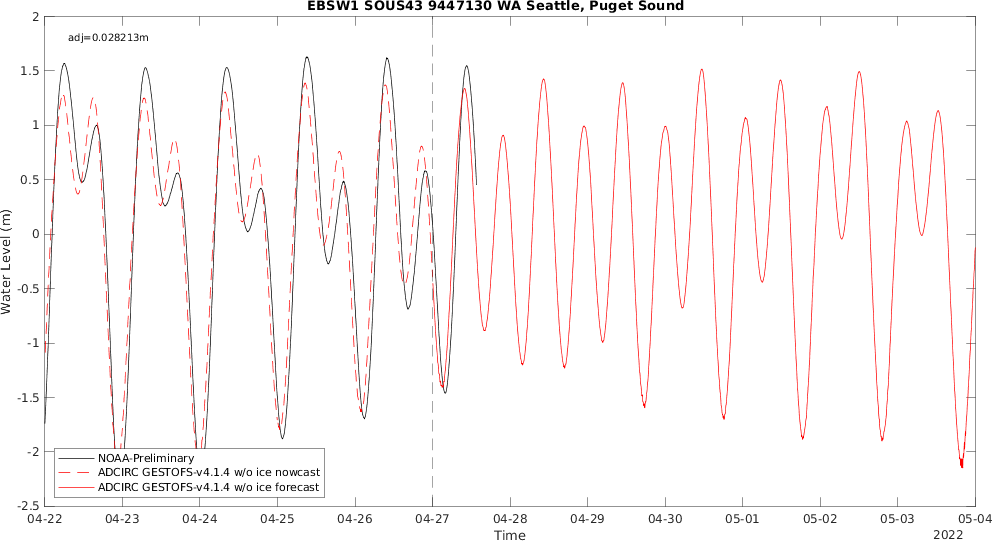 EBSW1 SOUS43 9447130 WA Seattle, Puget Sound
adj=0.028213m
2
1.5
1
0.5
0
-0.5
-1
-1.5
-2
-2.5
Water Level (m)
NOAA-Preliminary
ADCIRC GESTOFS-v4.1.4 w/o ice nowcast
ADCIRC GESTOFS-v4.1.4 w/o ice forecast
04-22 04-23 04-24 04-25 04-26 04-27 04-28 04-29 04-30 05-01 05-02 05-03 05-04
Time
2022